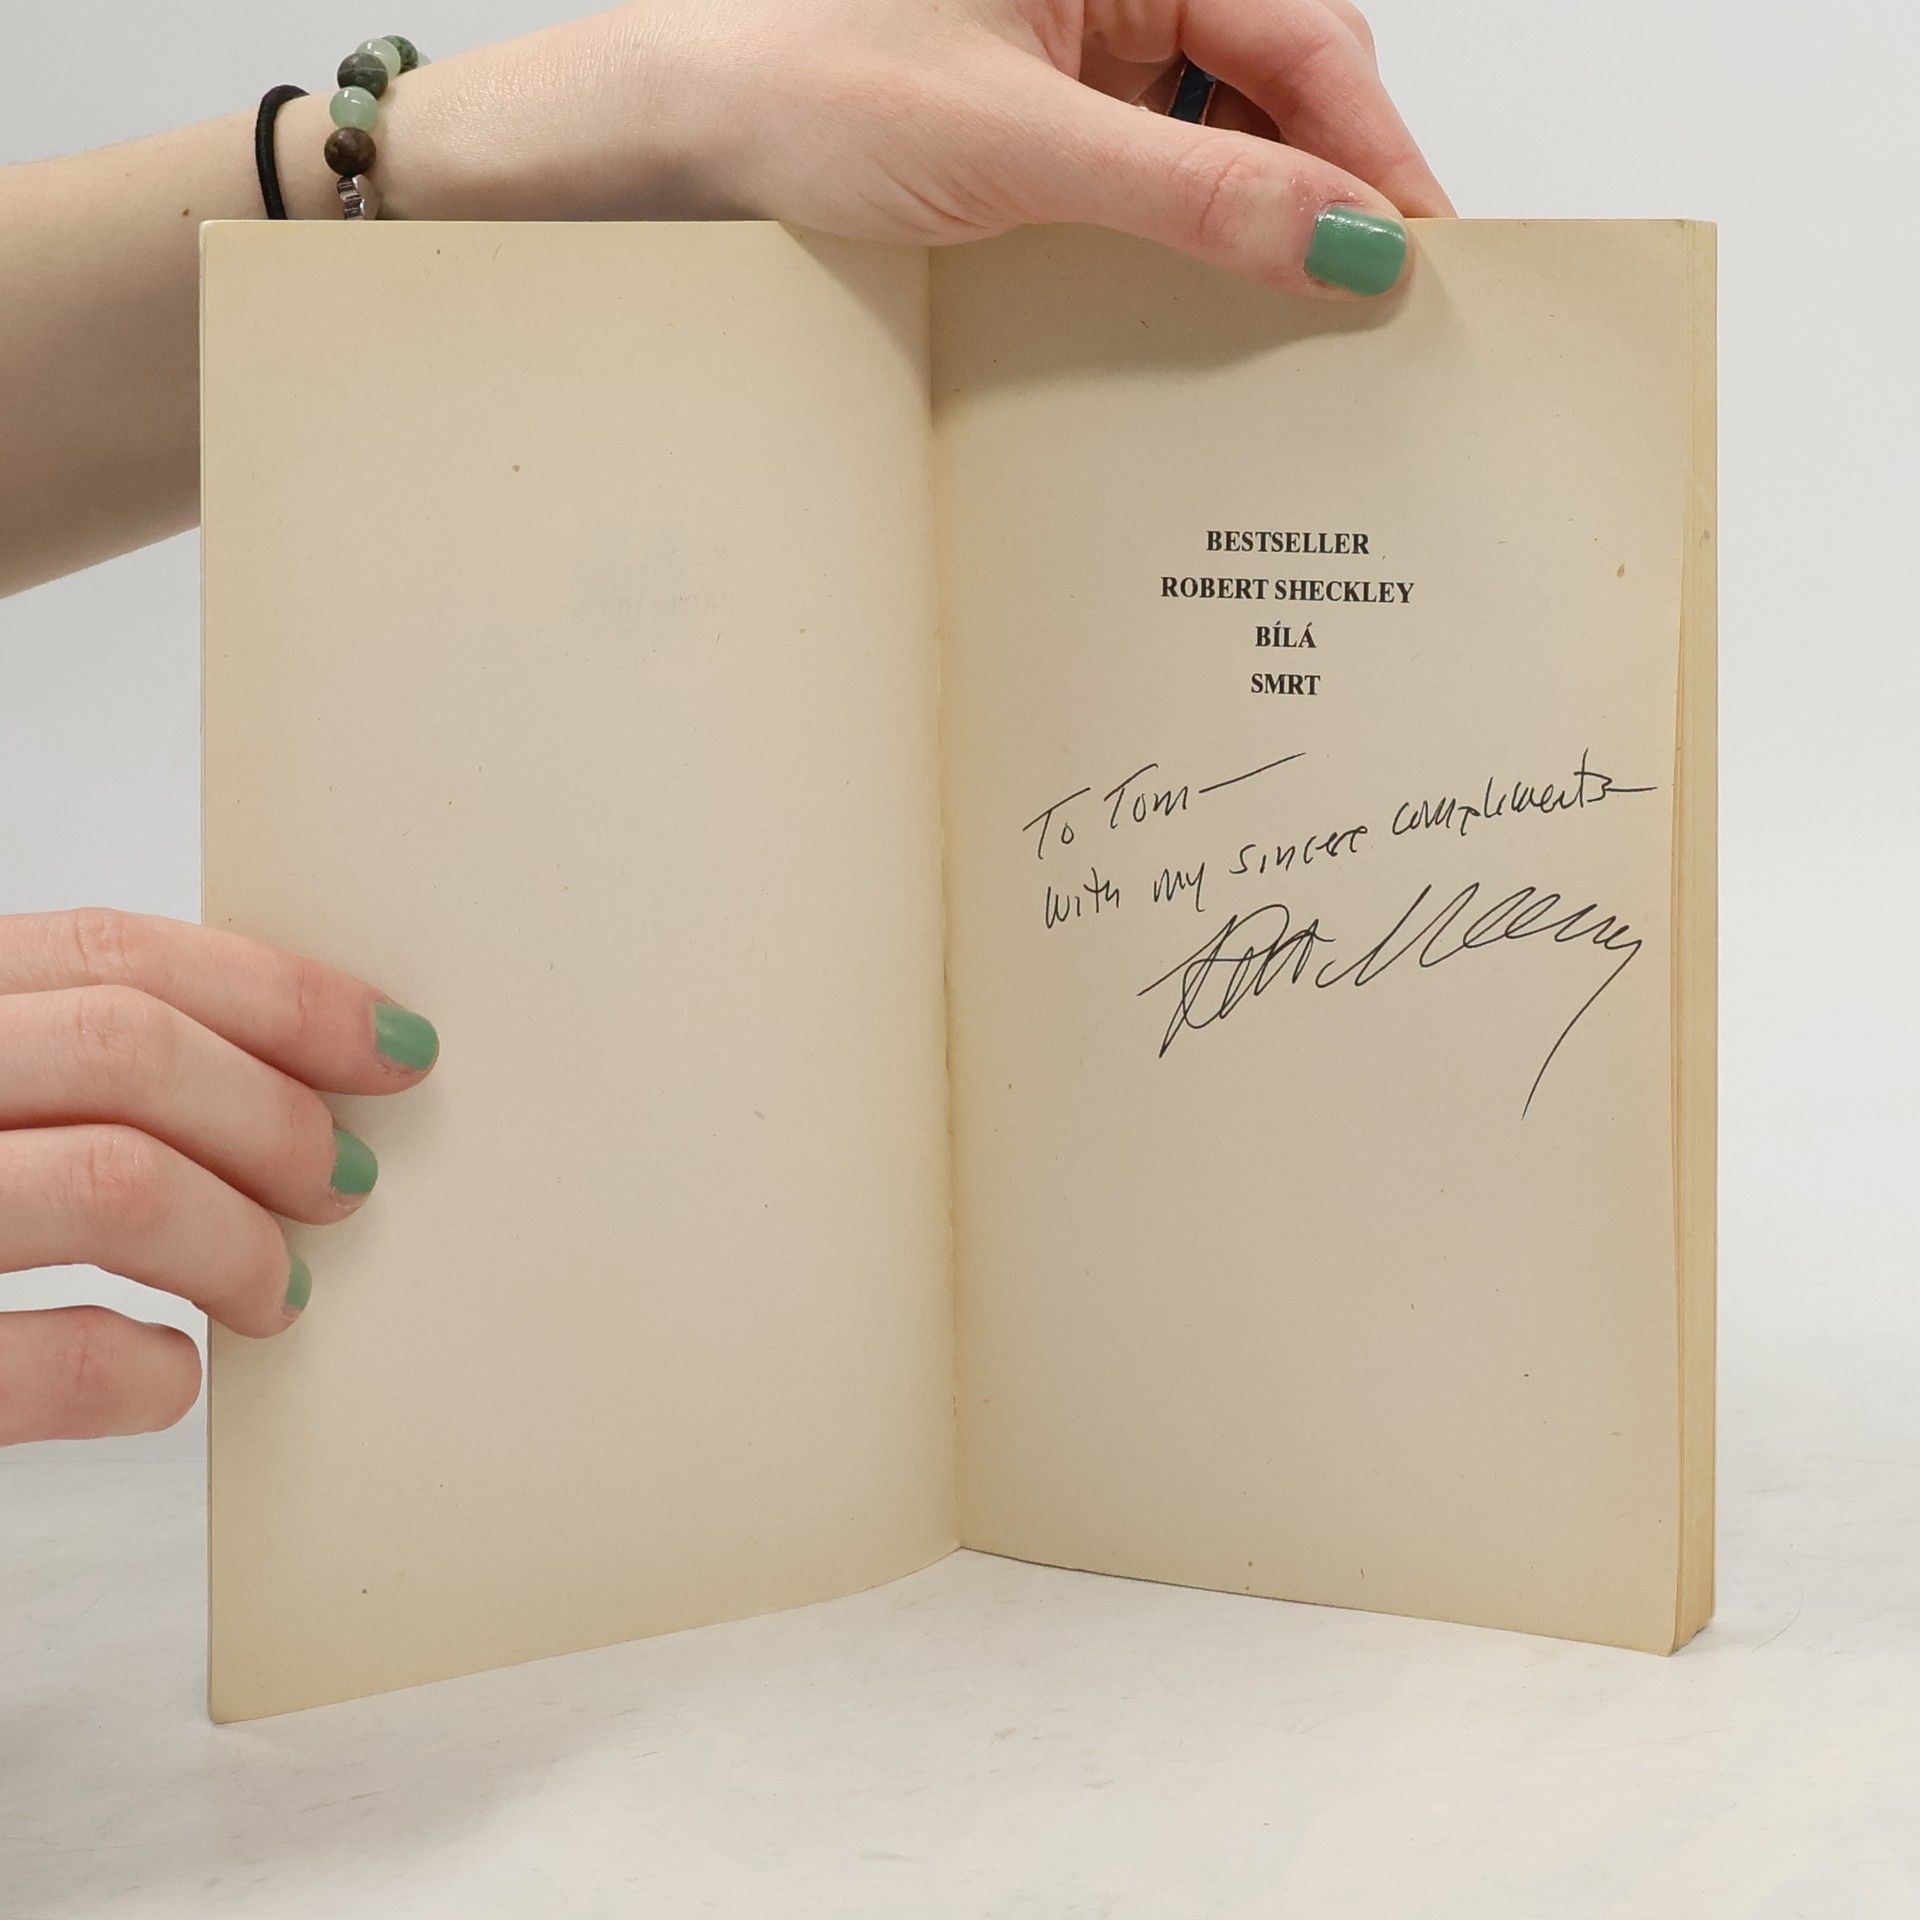 BESTSELLER
ROBERT SHECKLEY
BÍLÁ
SMRT
To Tom —
with my sincere compliments —